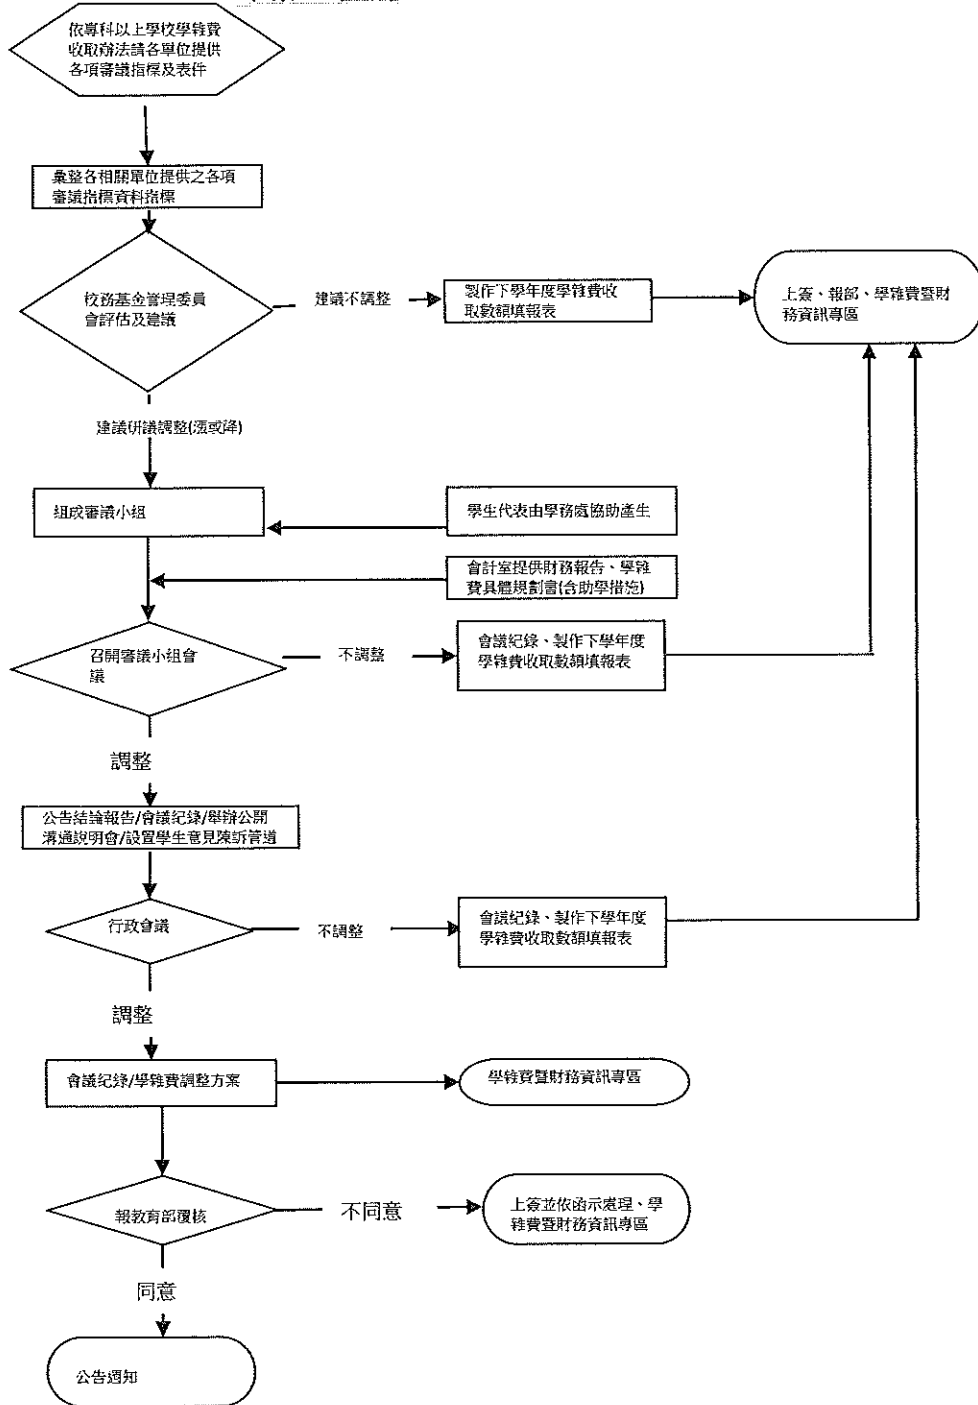 依專科以上學校學雜費
收取辦法請各單位提供
各項審議指標及表件
彙整各相關單位提供之各項
審議指標資料指標
校務基金管理委員
會評估及建議
建議不調整
製作下學年度學雜費收
取數額填報表
上簽、報部、學雜費暨財
務資訊專區
建議研議調整(漲或降)
組成審議小組
學生代表由學務處協助產生
會計室提供財務報告、學雜
費具體規劃書(含助學措施)
召開審議小組會
議
不調整
會議紀錄、製作下學年度
學雜費收取數額填報表
調整
公告結論報告/會議紀錄/舉辦公開
溝通說明會/設置學生意見陳訴管道
行政會議
不調整
會議紀錄、製作下學年度
學雜費收取數額填報表
調整
會議紀錄/學雜費調整方案
學雜費暨財務資訊專區
報教育部覆核
不同意
上簽並依函示處理、學
雜費暨財務資訊專區
同意
公告週知